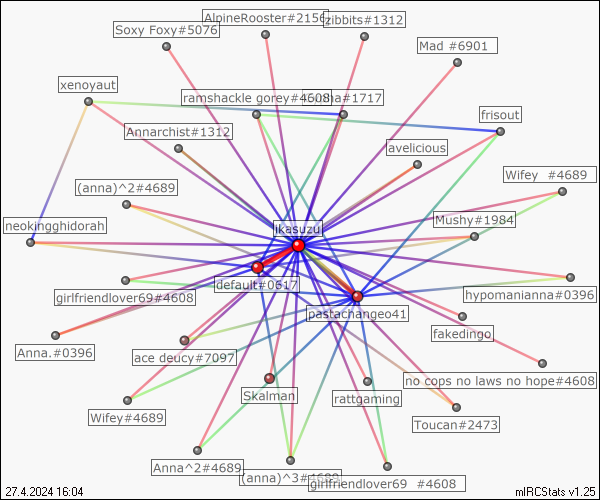 AlpineRooster#2156
zibbits#1312
Soxy Foxy#5076
Mad #6901
xenoyaut
ramshackle gorey#4608
#1717
frisout
Annarchist#1312
avelicious
Wifey #4689
(anna)^2#4689
Mushy#1984
neokingghidorah
likasuzul
default#0617
girlfriendlover69#4608
hypomanianna#0396
pastachangeo41
fakedingo
Anna.#0396
ace deucy#7097
no cops no laws no hope#4608
Skalman
rattgaming
Wifey#4689
Toucan#2473
Anna^2#4689
(anna)^3#4689
girlfriendlover69 #4608
27.4.2024 16:04
mIRCStats v1.25